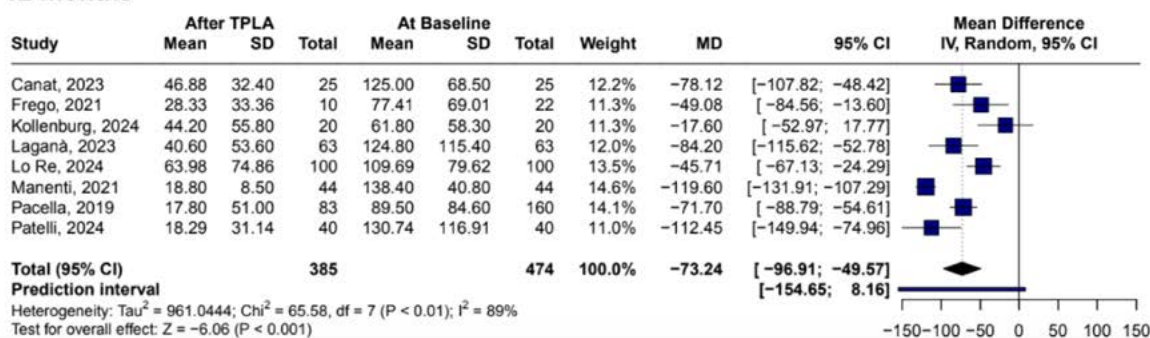 After TPLA At Baseline Mean Difference
Study Mean SD Total Mean SD Total Weight MD 95% CI IV, Random, 95% CI
Canat, 2023 46.88 32.40 25 125.00 68.50 25 12.2% −78.12 [−107.82; −48.42]
Frego, 2021 28.33 33.36 10 77.41 69.01 22 11.3% −49.08 [ −84.56; −13.60]
Kollenburg, 2024 44.20 55.80 20 61.80 58.30 20 11.3% −17.60 [ −52.97; 17.77]
Laganà, 2023 40.60 53.60 63 124.80 115.40 63 12.0% −84.20 [−115.62; −52.78]
Lo Re, 2024 63.98 74.86 100 109.69 79.62 100 13.5% −45.71 [ −67.13; −24.29]
Manenti, 2021 18.80 8.50 44 138.40 40.80 44 14.6% −119.60 [−131.91; −107.29]
Pacella, 2019 17.80 51.00 83 89.50 84.60 160 14.1% −71.70 [ −88.79; −54.61]
Patelli, 2024 18.29 31.14 40 130.74 116.91 40 11.0% −112.45 [−149.94; −74.96]
Total (95% CI) 385 474 100.0% −73.24 [ −96.91; −49.57]
Prediction interval [−154.65; 8.16]
Heterogeneity: Tau² = 961.0444; Chi² = 65.58, df = 7 (P < 0.01); I² = 89%
Test for overall effect: Z = −6.06 (P < 0.001) −150 −100 −50 0 50 100 150